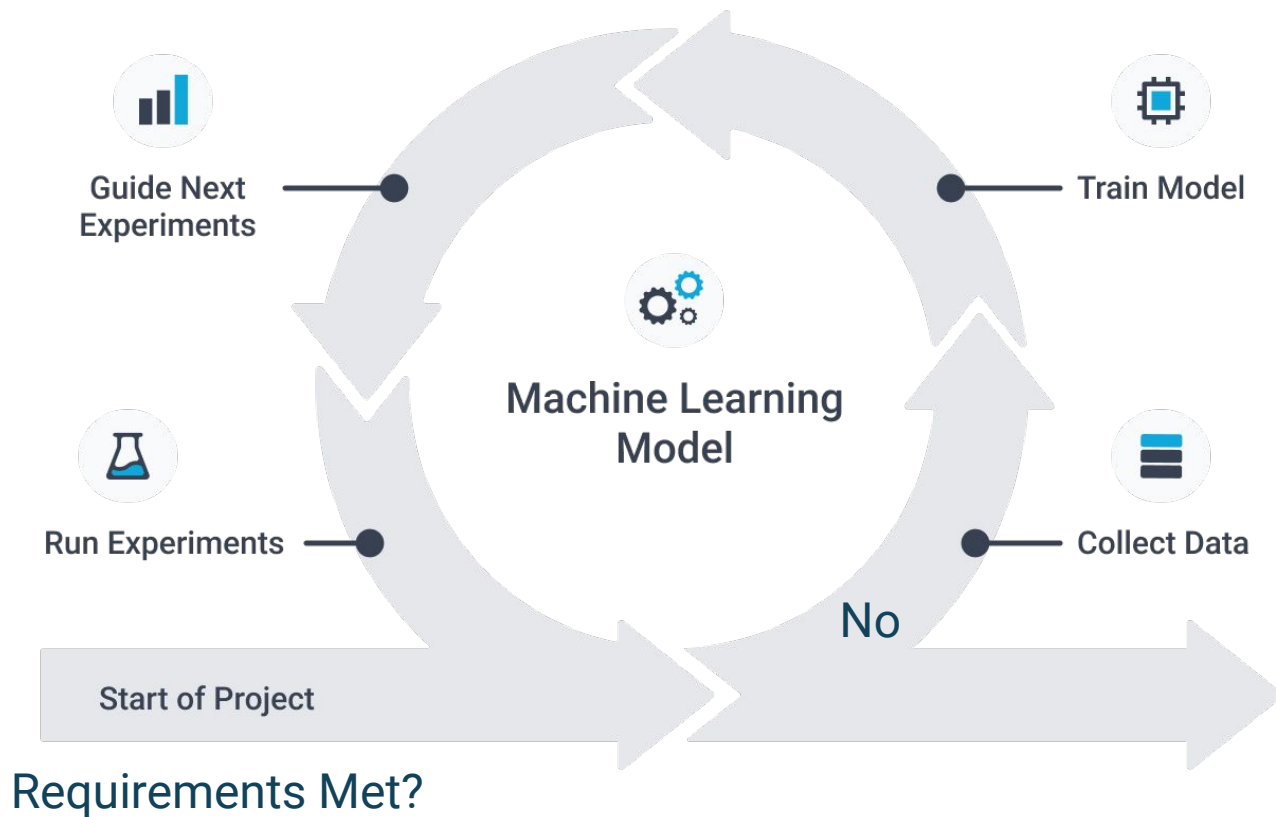 Guide Next
Experiments
Train Model
Machine Learning
Model
Run Experiments
Collect Data
No
Start of Project
Requirements Met?